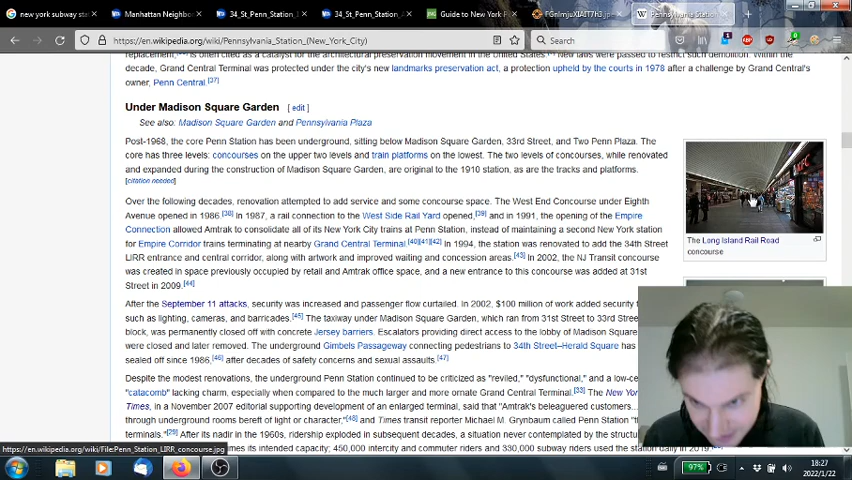 new york subway st
Manhattan Neighbo
34_St_Penn_Station_l
34_St_Penn_Station_A
Guide to New York P
FGnImjuXIAIT7H3.jpe
Pennsylvania Station
https://en.wikipedia.org/wiki/Pennsylvania_Station_(New_York_City)
Search
replacement,
is often cited as a catalyst for the architectural preservation movement in the United States.
New laws were passed to restrict such demolition. Within the
decade, Grand Central Terminal was protected under the city's new landmarks preservation act, a protection upheld by the courts in 1978 after a challenge by Grand Central's
owner, Penn Central.[37]
Under Madison Square Garden [ edit ]
See also: Madison Square Garden and Pennsylvania Plaza
Post-1968, the core Penn Station has been underground, sitting below Madison Square Garden, 33rd Street, and Two Penn Plaza. The
core has three levels: concourses on the upper two levels and train platforms on the lowest. The two levels of concourses, while renovated
and expanded during the construction of Madison Square Garden, are original to the 1910 station, as are the tracks and platforms.
[citation needed]
Over the following decades, renovation attempted to add service and some concourse space. The West End Concourse under Eighth
Avenue opened in 1986.[38] In 1987, a rail connection to the West Side Rail Yard opened,[39] and in 1991, the opening of the Empire
Connection allowed Amtrak to consolidate all of its New York City trains at Penn Station, instead of maintaining a second New York station
for Empire Corridor trains terminating at nearby Grand Central Terminal.[40][41][42] In 1994, the station was renovated to add the 34th Street
LIRR entrance and central corridor, along with artwork and improved waiting and concession areas.[43] In 2002, the NJ Transit concourse
was created in space previously occupied by retail and Amtrak office space, and a new entrance to this concourse was added at 31st
Street in 2009.[44]
After the September 11 attacks, security was increased and passenger flow curtailed. In 2002, $100 million of work added security f
such as lighting, cameras, and barricades.[45] The taxiway under Madison Square Garden, which ran from 31st Street to 33rd Stree
block, was permanently closed off with concrete Jersey barriers. Escalators providing direct access to the lobby of Madison Square
were closed and later removed. The underground Gimbels Passageway connecting pedestrians to 34th Street–Herald Square has
sealed off since 1986,[46] after decades of safety concerns and sexual assaults.[47]
Despite the modest renovations, the underground Penn Station continued to be criticized as "reviled," "dysfunctional," and a low-ce
"catacomb" lacking charm, especially when compared to the much larger and more ornate Grand Central Terminal.[33] The New Yor
Times, in a November 2007 editorial supporting development of an enlarged terminal, said that "Amtrak's beleaguered customers...
through underground rooms bereft of light or character,"[48] and Times transit reporter Michael M. Grynbaum called Penn Station "t
terminals."[29] After its nadir in the 1960s, ridership exploded in subsequent decades, a situation never contemplated by the structu
mes its intended capacity; 450,000 intercity and commuter riders and 330,000 subway riders used the station daily in 2019.
The Long Island Rail Road
concourse
KFC
https://en.wikipedia.org/wiki/File:Penn_Station_LIRR_concourse.jpg
97%
18:27
2022/1/22